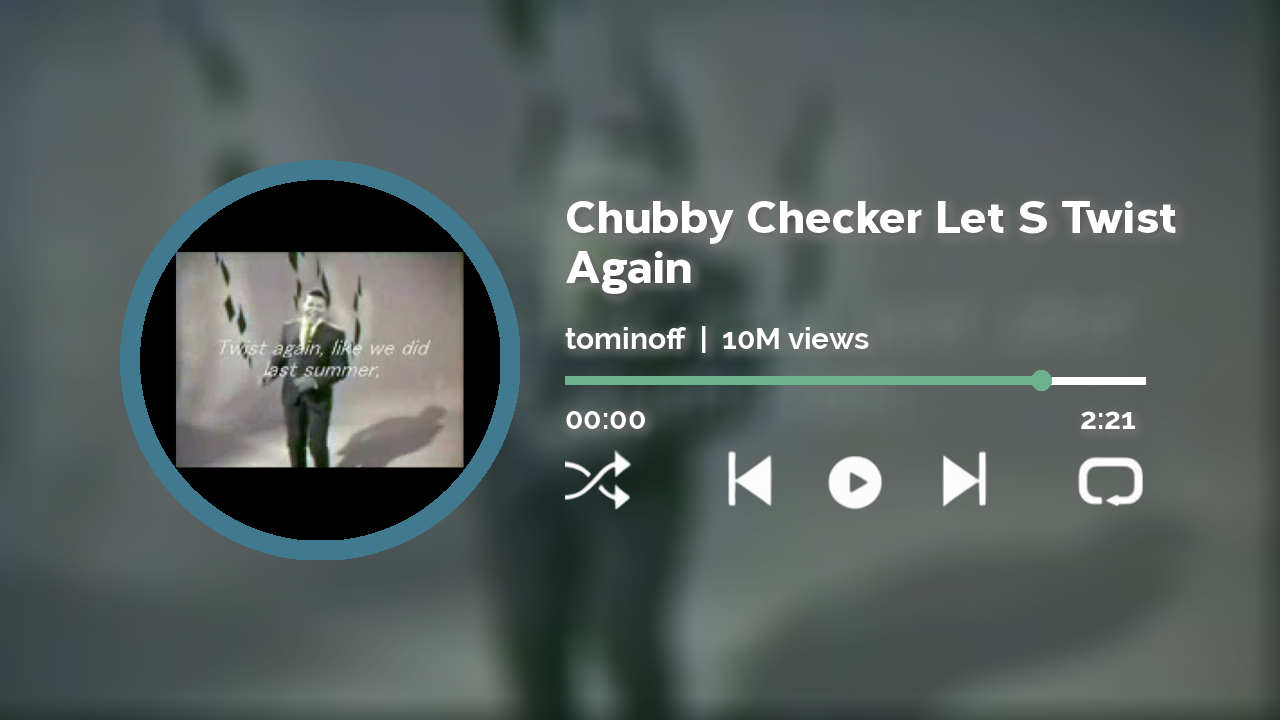 Chubby Checker Let S Twist
Again
tominoff | 10M views
Twist again, like we did
last summer,
00:00
2:21